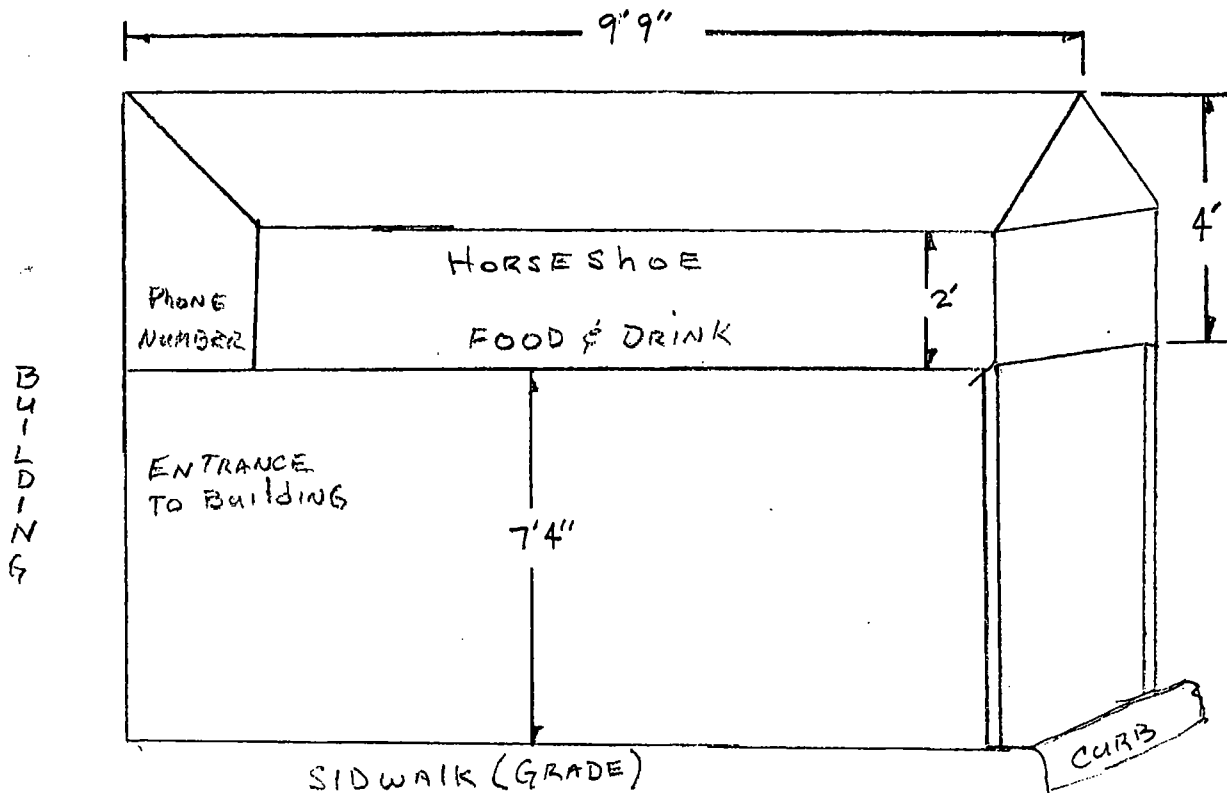 9'9"
4'
HORSESHOE
2'
PHONE
NUMBER
FOOD & DRINK
BUILDING
ENTRANCE
TO BuildiNG
7'4"
CURB
SIDWAlK (GRADE)